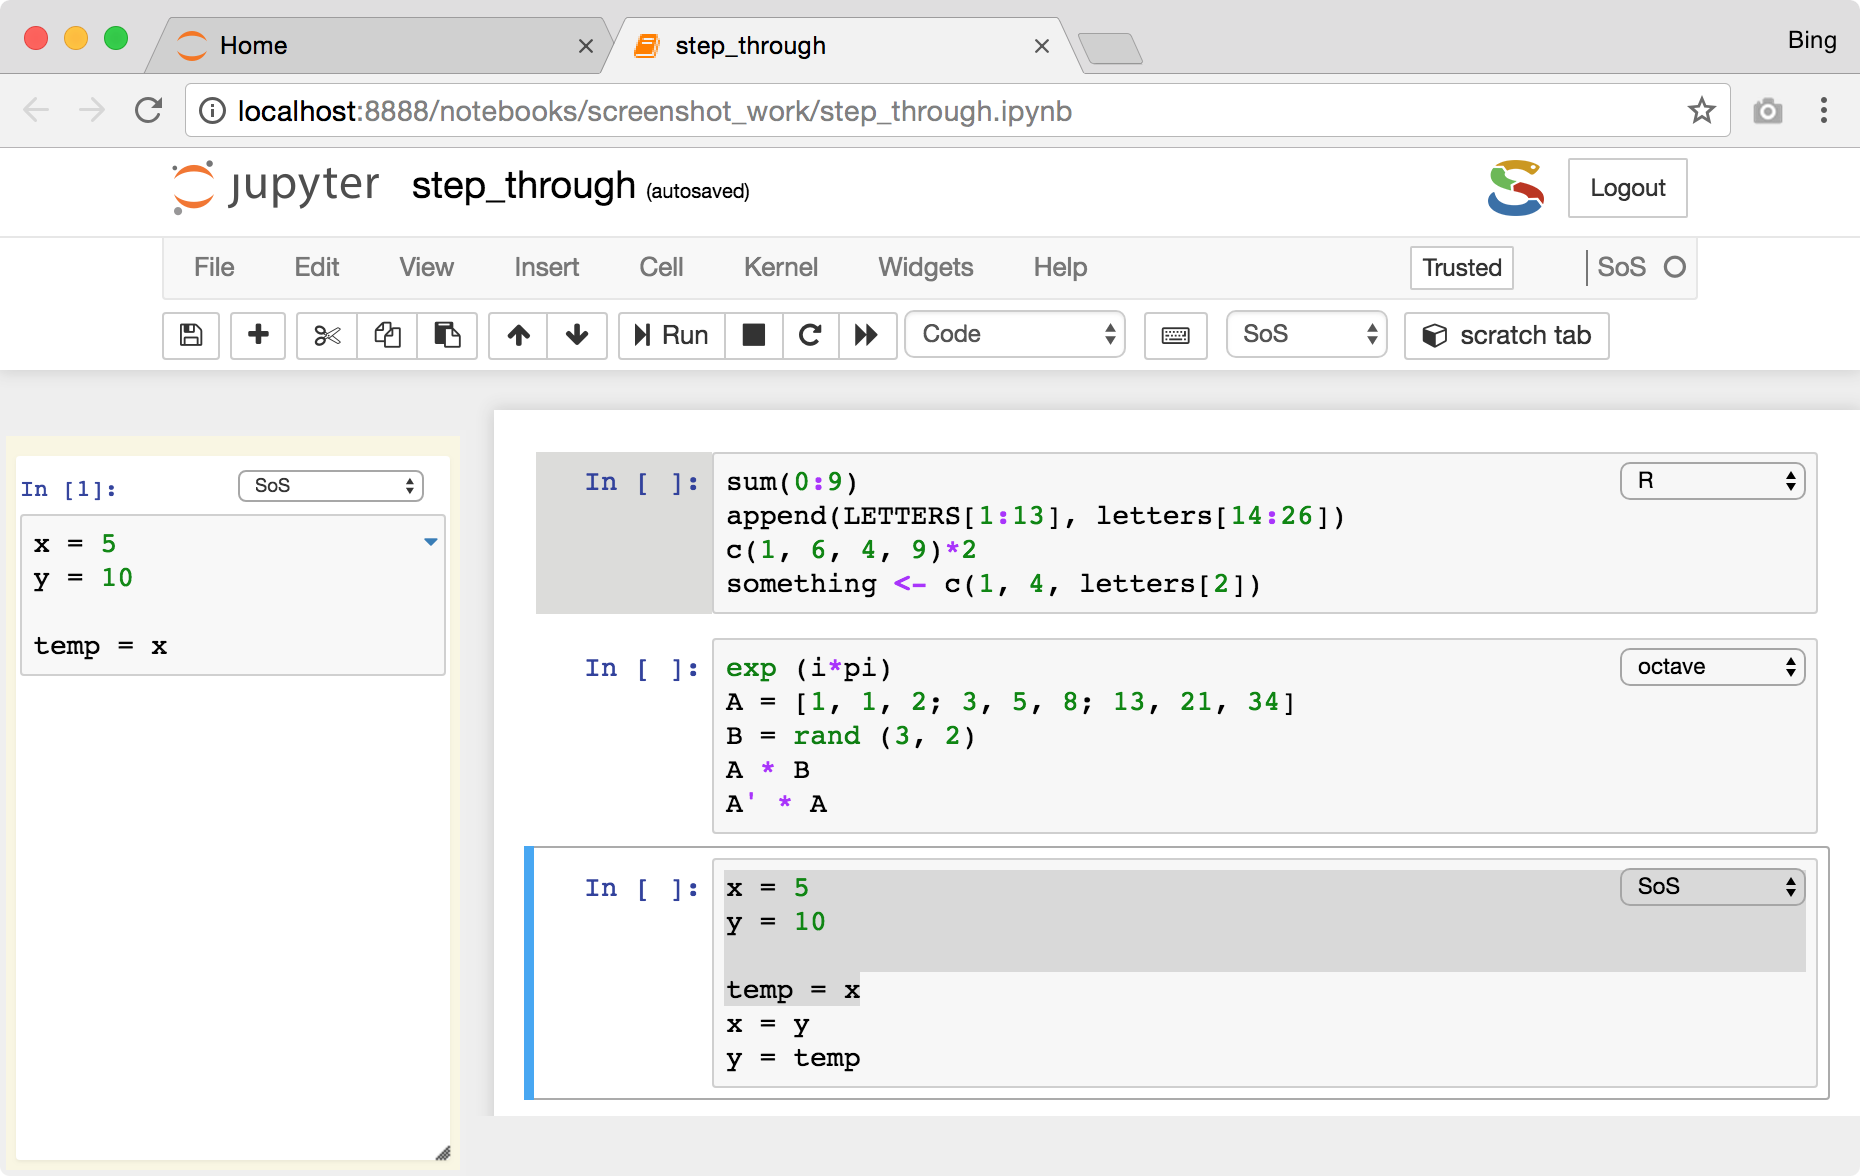 Home
step_through
Bing
localhost:8888/notebooks/screenshot_work/step_through.ipynb
jupyter step_through (autosaved)
Logout
File Edit View Insert Cell Kernel Widgets Help
Trusted
SoS
Run
Code
SoS
scratch tab
In [1]:
SoS
x = 5
y = 10
temp = x
In [ ]:
sum(0:9)
append(LETTERS[1:13], letters[14:26])
c(1, 6, 4, 9)*2
something <- c(1, 4, letters[2])
R
In [ ]:
exp (i*pi)
A = [1, 1, 2; 3, 5, 8; 13, 21, 34]
B = rand (3, 2)
A * B
A' * A
octave
In [ ]:
x = 5
y = 10
temp = x
x = y
y = temp
SoS